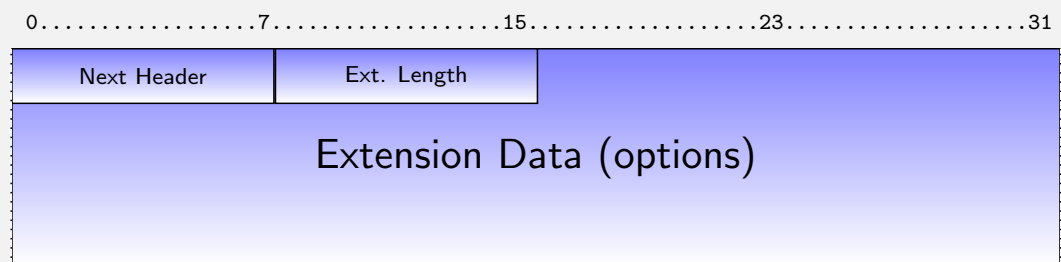 0.................7.................15.................23.................31
Next Header Ext. Length
Extension Data (options)